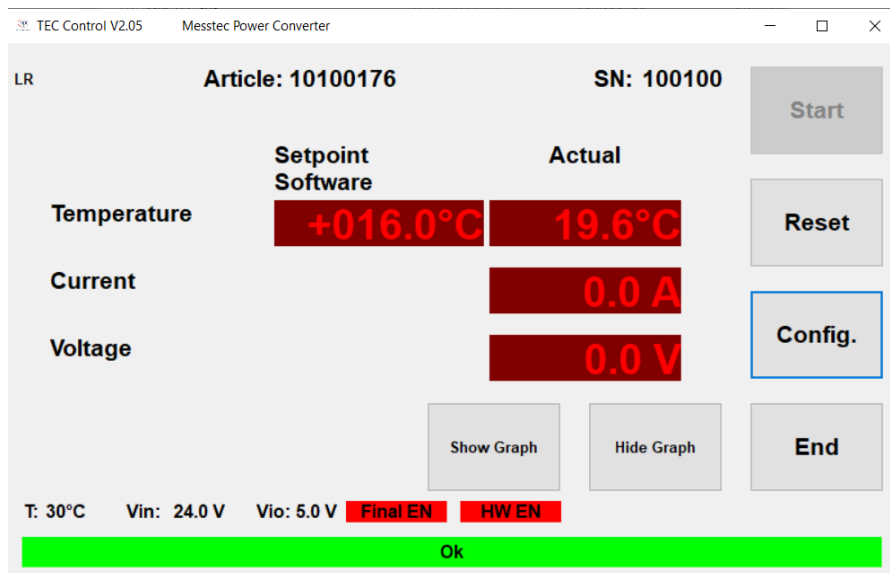 TEC Control V2.05 Messtec Power Converter
LR Article: 10100176 SN: 100100
Start
Setpoint
Software
Actual
Temperature +016.0°C 19.6°C
Reset
Current 0.0 A
Config.
Voltage 0.0 V
Show Graph Hide Graph End
T: 30°C Vin: 24.0 V Vio: 5.0 V Final EN HW EN
Ok